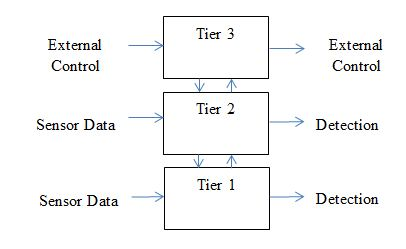 Tier 3
External
Control
External
Control
Tier 2
Sensor Data
Detection
Tier 1
Sensor Data
Detection